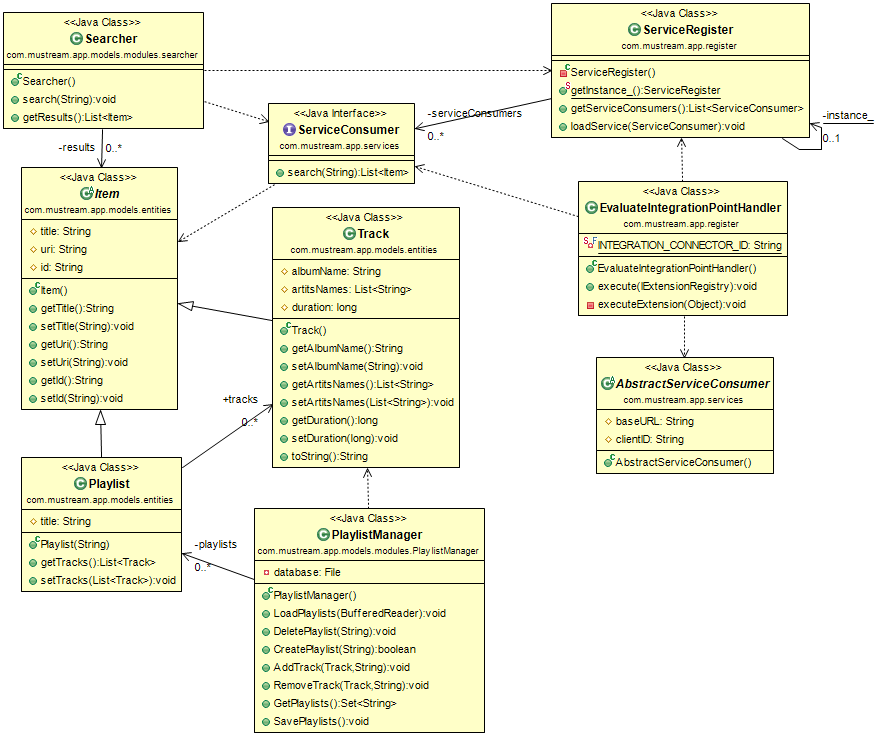 <<Java Class>>
Searcher
com.mustream.app.models.modules.searcher
Searcher()
search(String):void
getResults():List<Item>
<<Java Class>>
ServiceRegister
com.mustream.app.register
ServiceRegister()
getInstance_():ServiceRegister
getServiceConsumers():List<ServiceConsumer>
loadService(ServiceConsumer):void
-instance_
0..1
-serviceConsumers
0..*
<<Java Interface>>
ServiceConsumer
com.mustream.app.services
search(String):List<Item>
-results
0..*
<<Java Class>>
Item
com.mustream.app.models.entities
title: String
uri: String
id: String
Item()
getTitle():String
setTitle(String):void
getUri():String
setUri(String):void
getId():String
setId(String):void
<<Java Class>>
Track
com.mustream.app.models.entities
albumName: String
artitsNames: List<String>
duration: long
Track()
getAlbumName():String
setAlbumName(String):void
getArtitsNames():List<String>
setArtitsNames(List<String>):void
getDuration():long
setDuration(long):void
toString():String
<<Java Class>>
EvaluateIntegrationPointHandler
com.mustream.app.register
INTEGRATION_CONNECTOR_ID: String
EvaluateIntegrationPointHandler()
execute(IExtensionRegistry):void
executeExtension(Object):void
<<Java Class>>
AbstractServiceConsumer
com.mustream.app.services
baseURL: String
clientID: String
AbstractServiceConsumer()
+tracks
0..*
<<Java Class>>
Playlist
com.mustream.app.models.entities
title: String
Playlist(String)
getTracks():List<Track>
setTracks(List<Track>):void
-playlists
0..*
<<Java Class>>
PlaylistManager
com.mustream.app.models.modules.PlaylistManager
database: File
PlaylistManager()
LoadPlaylists(BufferedReader):void
DeletePlaylist(String):void
CreatePlaylist(String):boolean
AddTrack(Track,String):void
RemoveTrack(Track,String):void
GetPlaylists():Set<String>
SavePlaylists():void